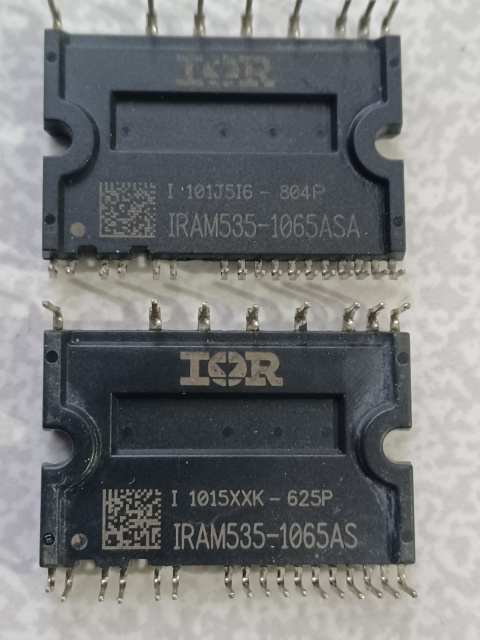 IOR
I 101J5I6 - 804P
IRAM535-1065ASA
IOR
I 1015XXK - 625P
IRAM535-1065AS